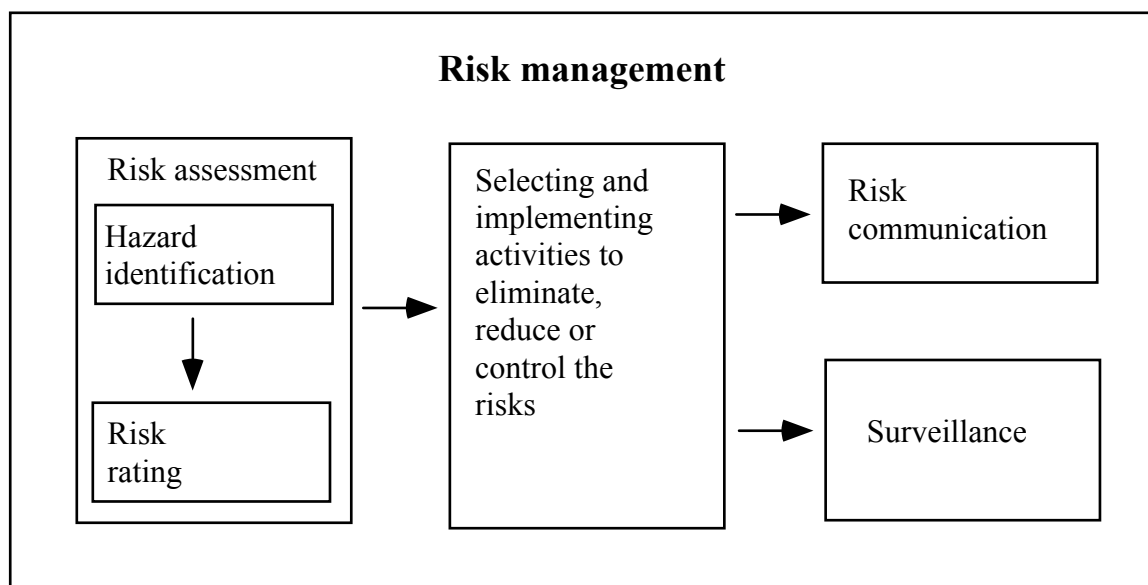 Risk management
Risk assessment
Hazard
identification
Risk
rating
Selecting and
implementing
activities to
eliminate,
reduce or
control the
risks
Risk
communication
Surveillance